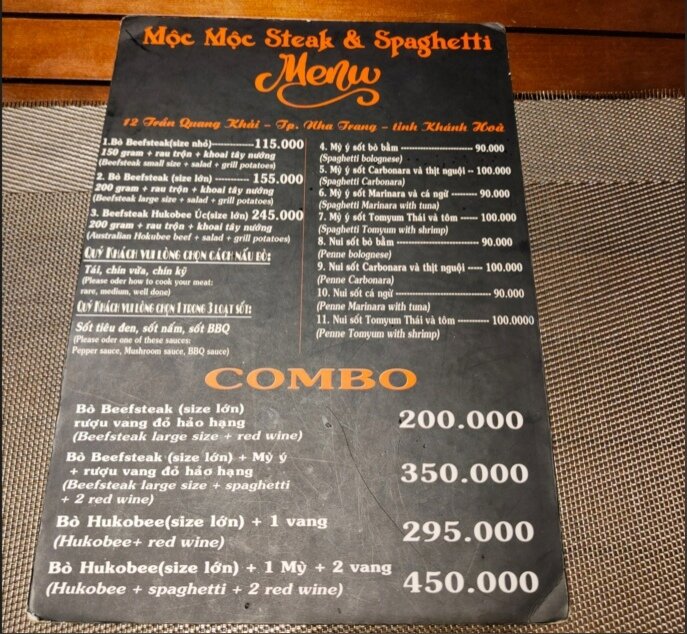 Mộc Mộc Steak & Spaghetti
Menu
12 Trần Quang Khải - Tp. Nha Trang - tỉnh Khánh Hoà
1.Bò Beefsteak(size nhỏ)-----------115.000
150 gram + rau trộn + khoai tây nướng
(Beefsteak small size + salad + grill potatoes)
2. Bò Beefsteak (size lớn) ---------- 155.000
200 gram + rau trộn + khoai tây nướng
(Beefsteak large size + salad + grill potatoes)
3. Beefsteak Hukobee Úc(size lớn) 245.000
200 gram + rau trộn + khoai tây nướng
(Australian Hokubee beef + salad + grill potatoes)
Quý Khách vui lòng chọn cách nấu bò:
Tái, chín vừa, chín kỹ
(Please oder how to cook your meat:
rare, medium, well done)
Quý Khách vui lòng chọn 1 trong 3 loại sốt:
Sốt tiêu đen, sốt nấm, sốt BBQ
(Please oder one of these sauces:
Pepper sauce, Mushroom sauce, BBQ sauce)
4. Mỳ ý sốt bò bằm ---------------------- 90.000
(Spaghetti bolognese)
5. Mỳ ý sốt Carbonara và thịt nguội -- 100.000
(Spaghetti Carbonara)
6. Mỳ ý sốt Marinara và cá ngừ ------- 90.000
(Spaghetti Marinara with tuna)
7. Mỳ ý sốt Tomyum Thái và tôm ----- 100.000
(Spaghetti Tomyum with shrimp)
8. Nui sốt bò bằm ------------------------ 90.000
(Penne bolognese)
9. Nui sốt Carbonara và thịt nguội ---- 100.000
(Penne Carbonara)
10. Nui sốt cá ngừ -------------------------- 90.000
(Penne Marinara with tuna)
11. Nui sốt Tomyum Thái và tôm ---------- 100.0000
(Penne Tomyum with shrimp)
COMBO
Bò Beefsteak (size lớn)
rượu vang đỏ hảo hạng 200.000
(Beefsteak large size + red wine)
Bò Beefsteak (size lớn) + Mỳ ý
+ rượu vang đỏ hảo hạng 350.000
(Beefsteak large size + spaghetti
+ 2 red wine)
Bò Hukobee(size lớn) + 1 vang 295.000
(Hukobee+ red wine)
Bò Hukobee(size lớn) + 1 Mỳ + 2 vang 450.000
(Hukobee + spaghetti + 2 red wine)